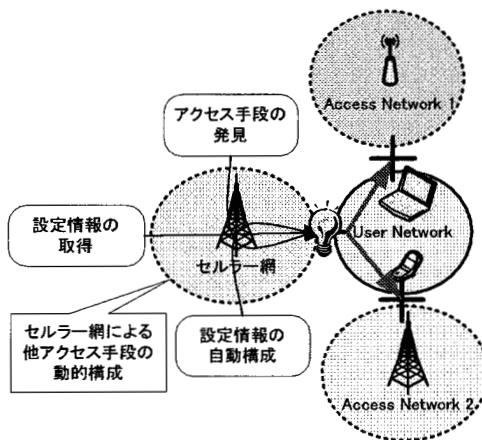 Access Network 1
アクセス手段の
発見
設定情報の
取得
User Network
セルラー網
セルラー網による
他アクセス手段の
動的構成
設定情報の
自動構成
Access Network 2